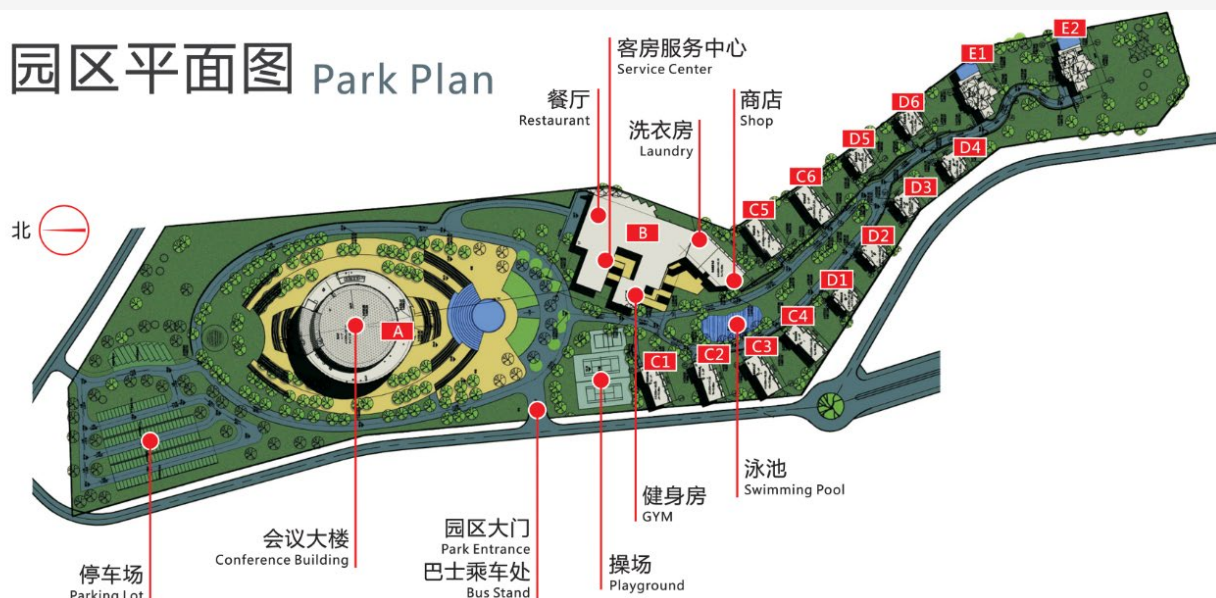 园区平面图 Park Plan
客房服务中心
Service Center
餐厅
Restaurant
商店
Shop
洗衣房
Laundry
北
E2
E1
D6
D5
D4
C6
D3
C5
B
D2
D1
A
C4
C1
C2
C3
泳池
Swimming Pool
健身房
GYM
园区大门
Park Entrance
会议大楼
Conference Building
操场
Playground
巴士乘车处
Bus Stand
停车场
Parking Lot